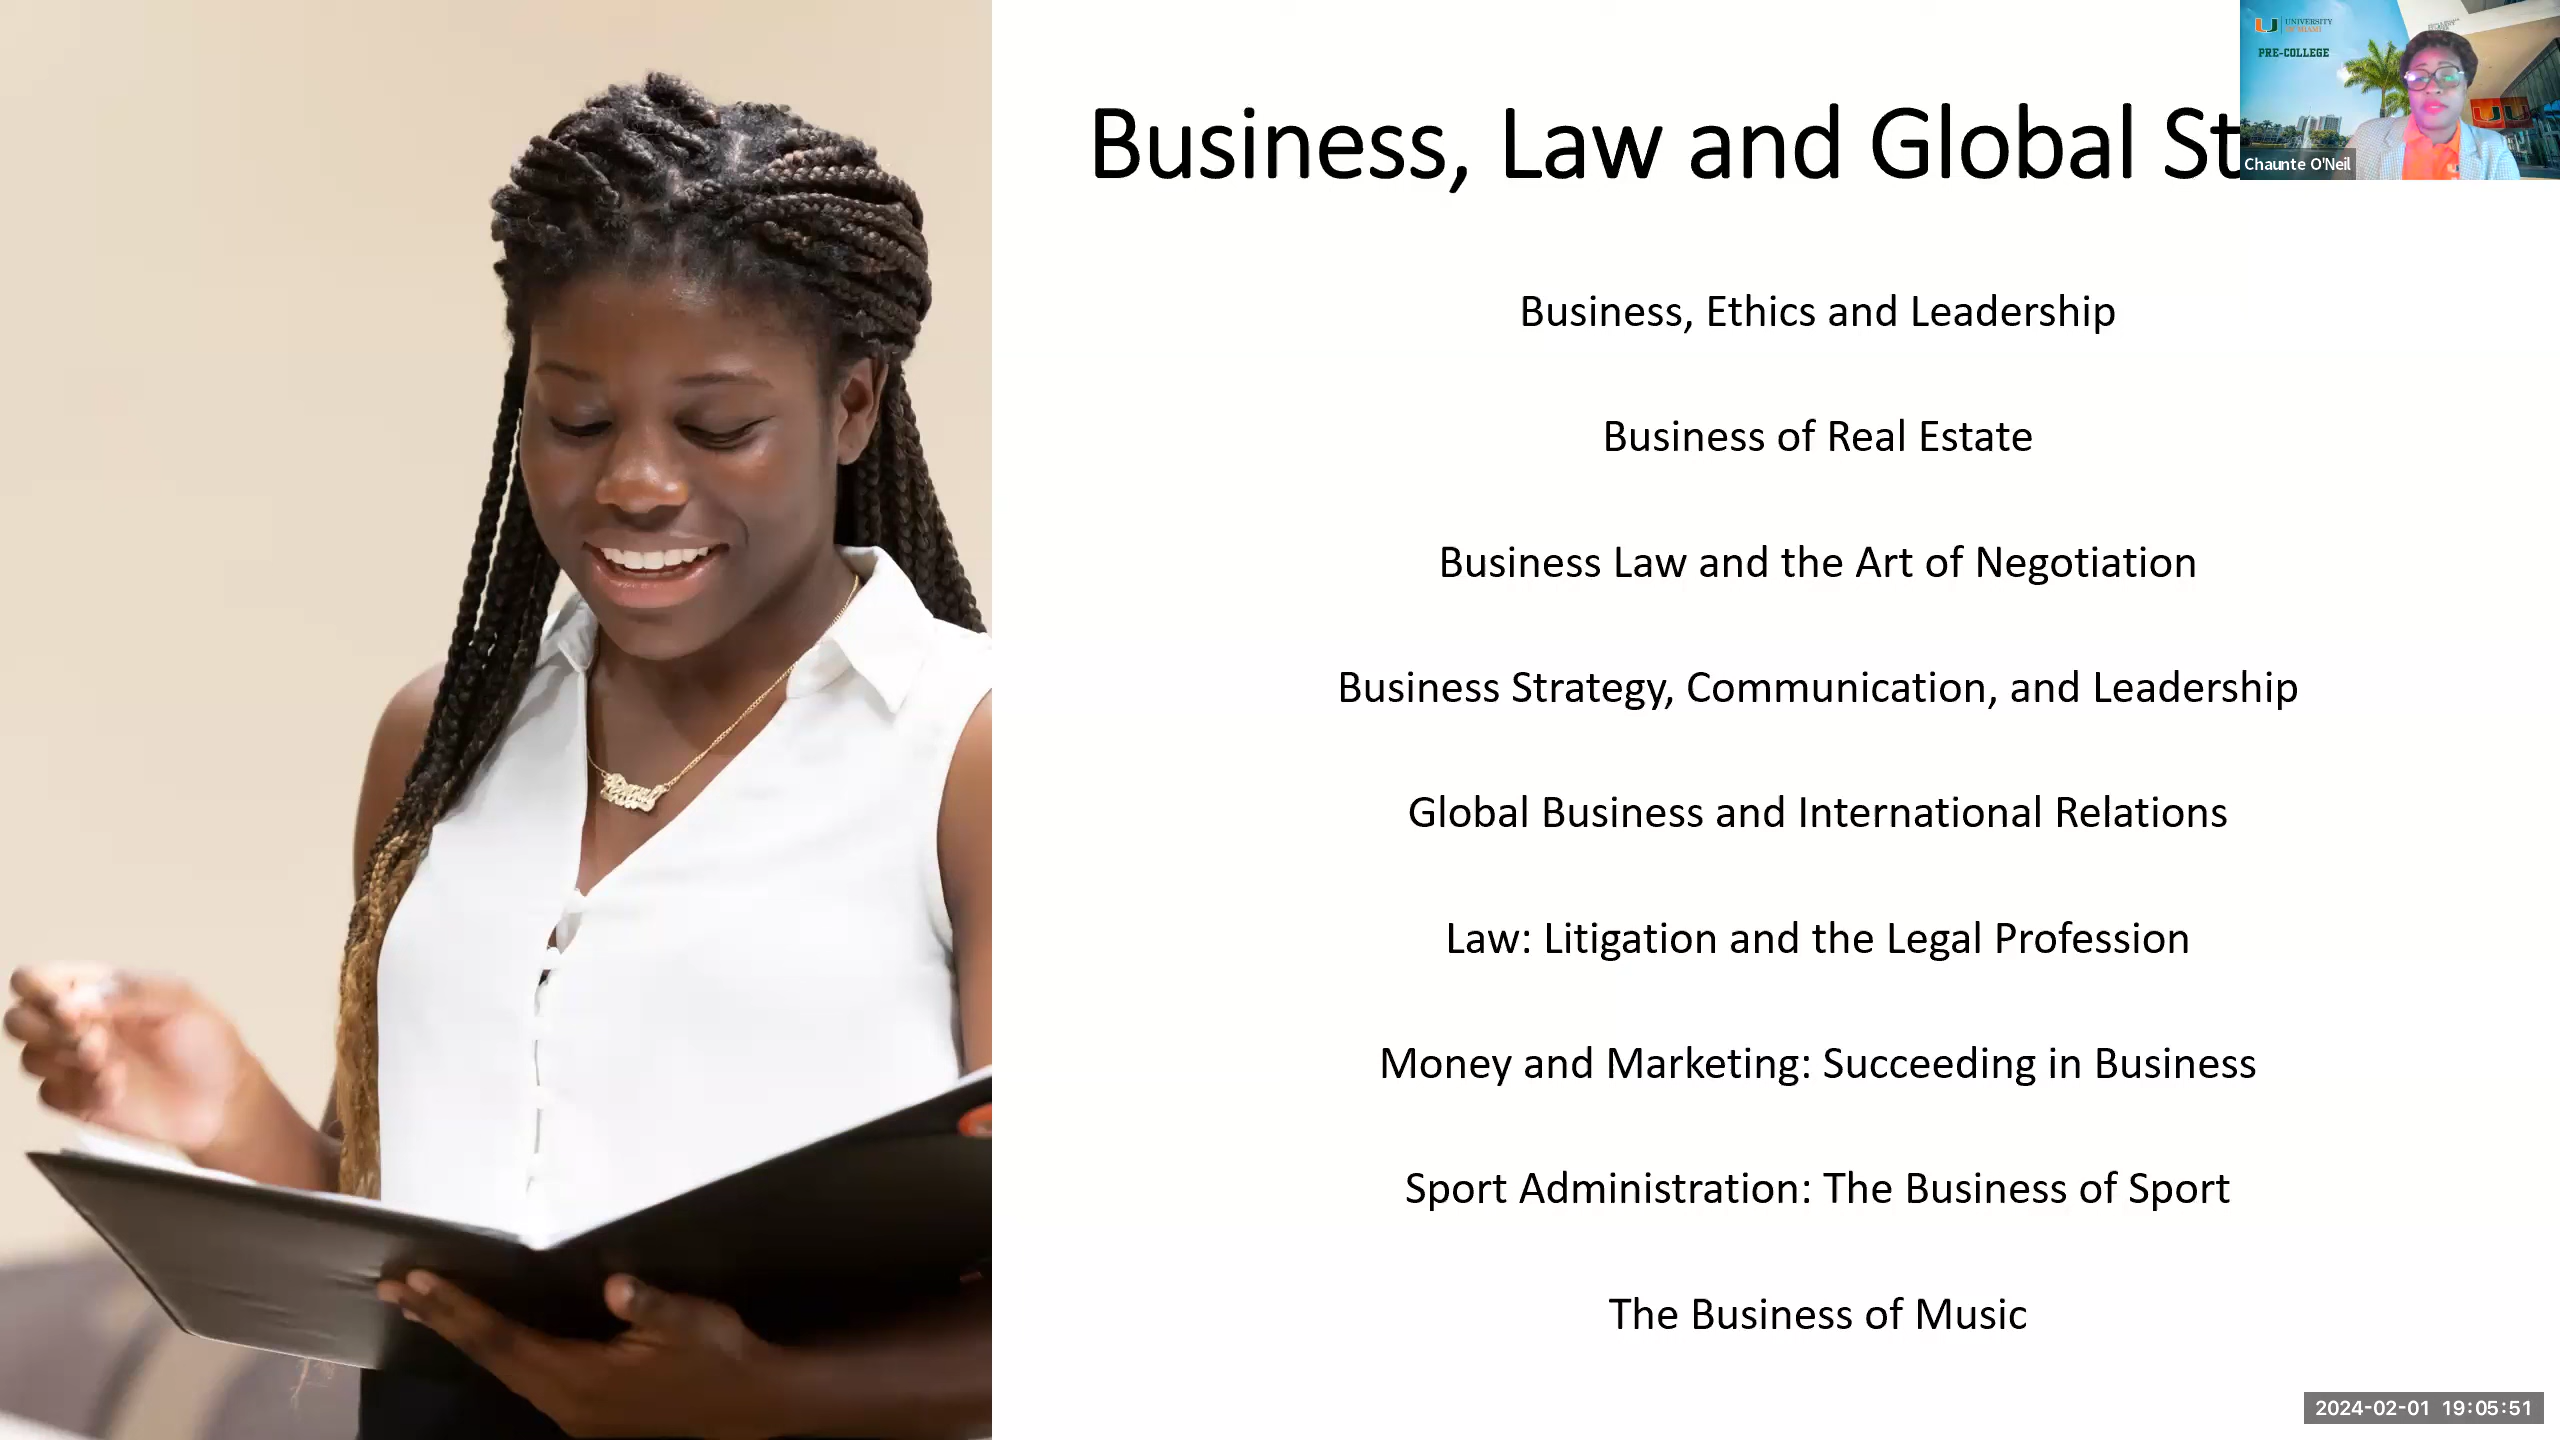 Business, Law and Global St
UNIVERSITY
OF MIAMI
PRE-COLLEGE
Chaunte O'Neil
Business, Ethics and Leadership
Business of Real Estate
Business Law and the Art of Negotiation
Business Strategy, Communication, and Leadership
Global Business and International Relations
Law: Litigation and the Legal Profession
Money and Marketing: Succeeding in Business
Sport Administration: The Business of Sport
The Business of Music
2024-02-01 19:05:51